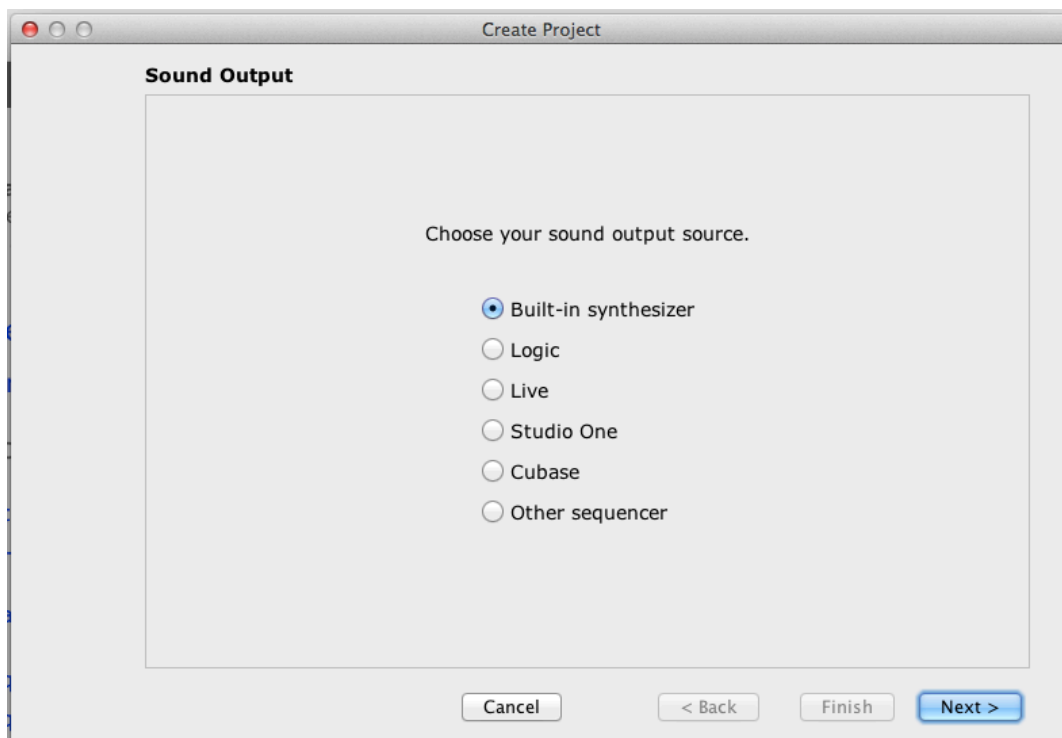 Create Project
Sound Output
Choose your sound output source.
Built-in synthesizer
Logic
Live
Studio One
Cubase
Other sequencer
Cancel
< Back
Finish
Next >